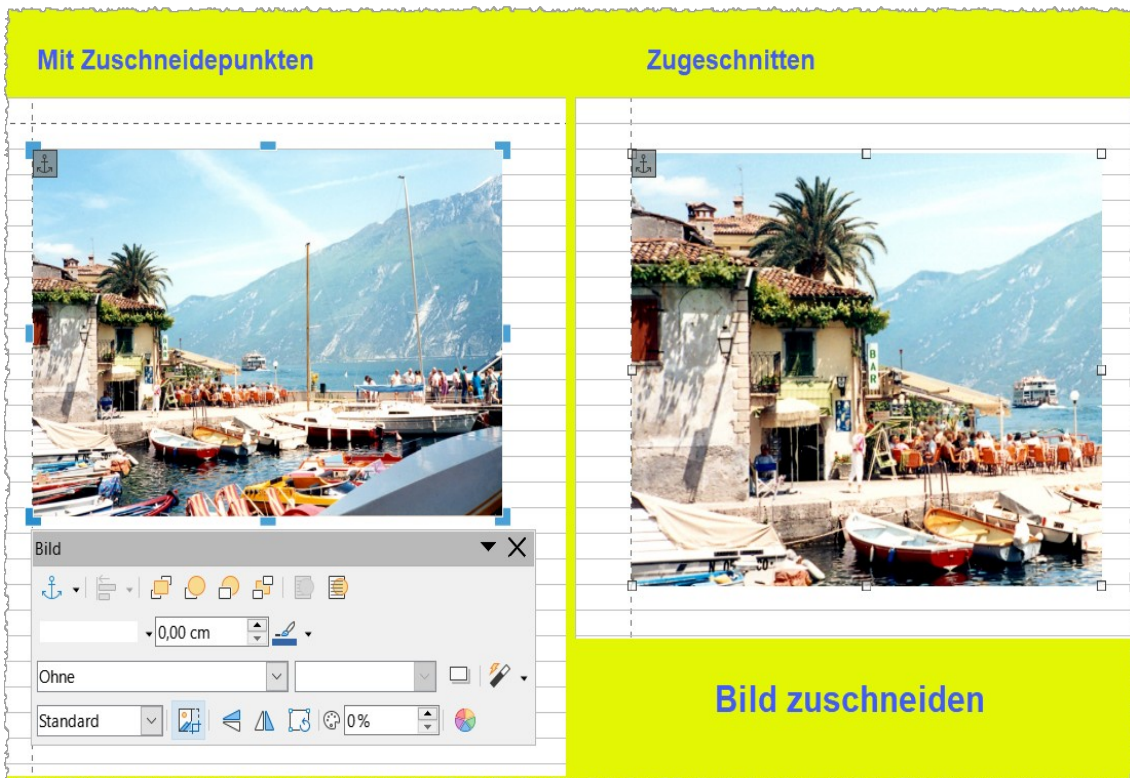 Mit Zuschneidepunkten
Zugeschnitten
BAR
Bild
0,00 cm
Ohne
Standard
0%
Bild zuschneiden